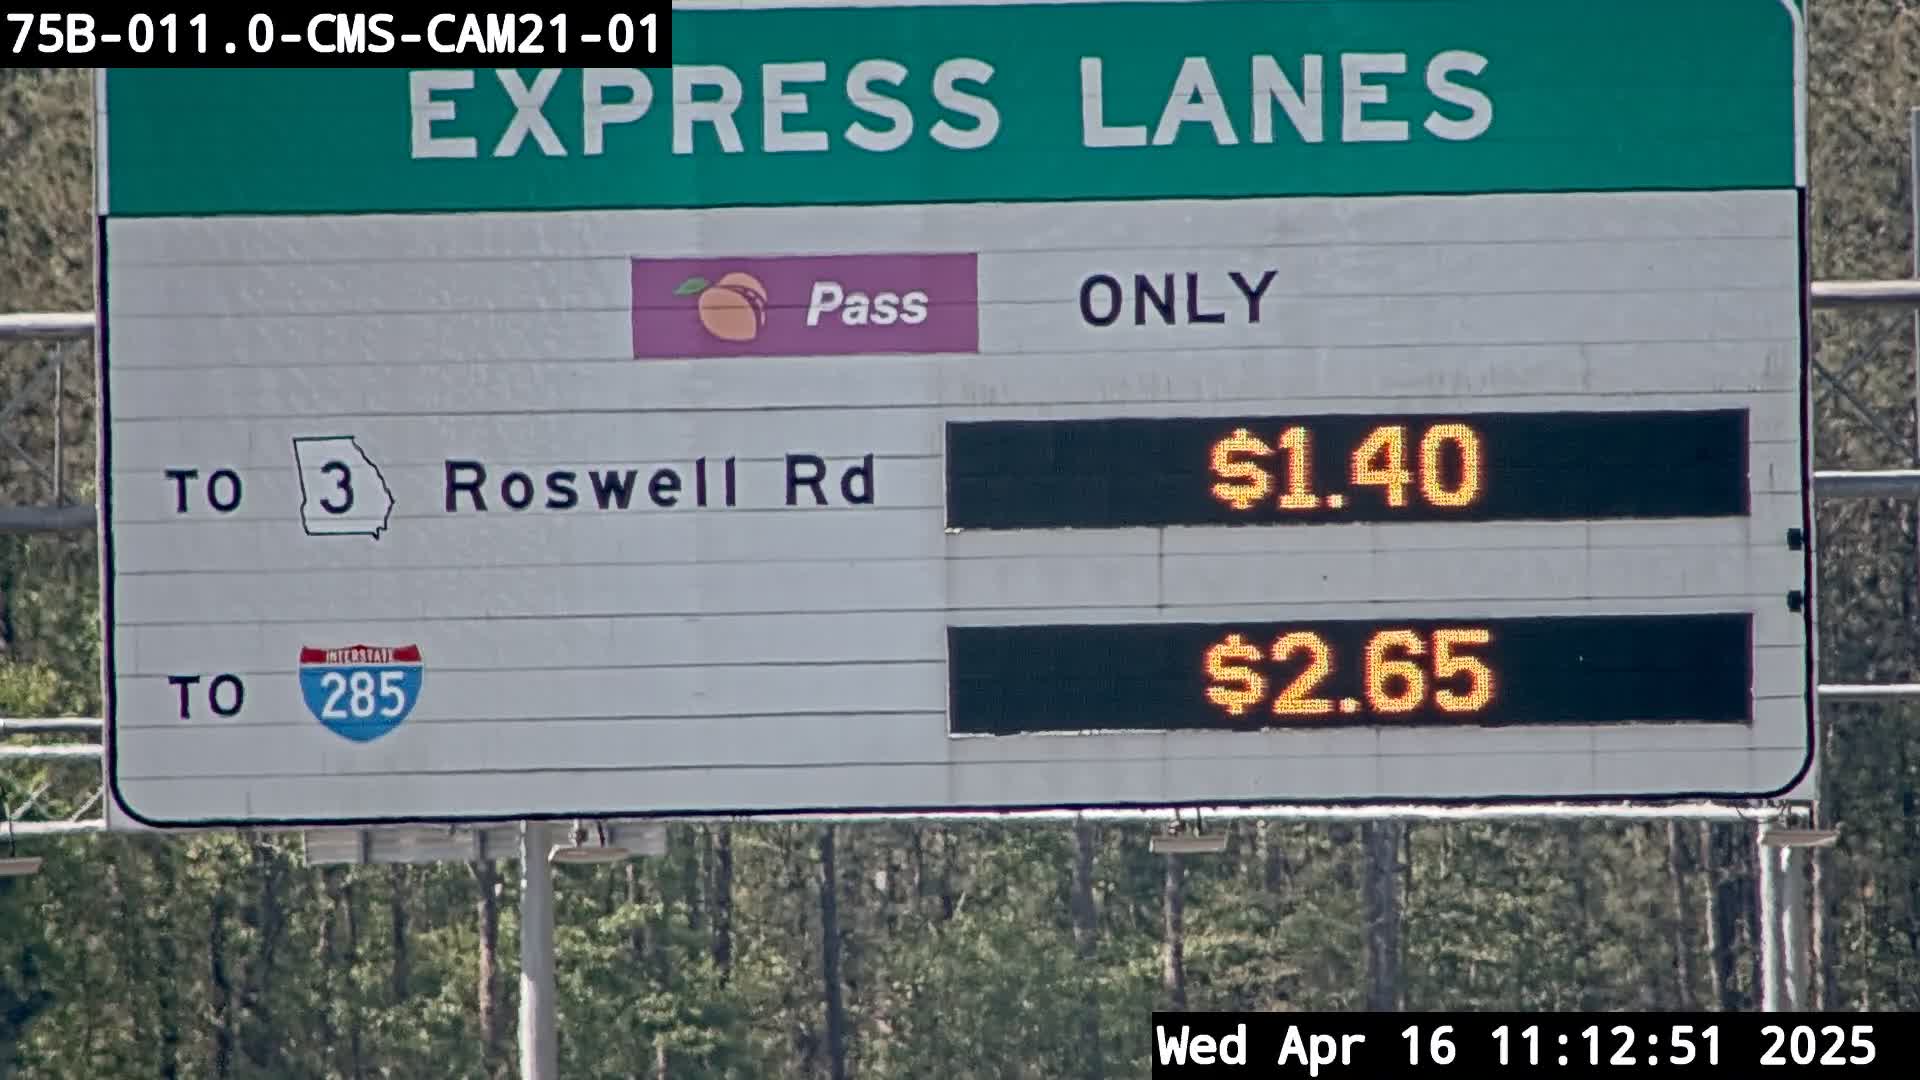 75B-011.0-CMS-CAM21-01
EXPRESS LANES
Pass ONLY
TO 3 Roswell Rd $1.40
INTERSTATE
TO 285 $2.65
Wed Apr 16 11:12:51 2025